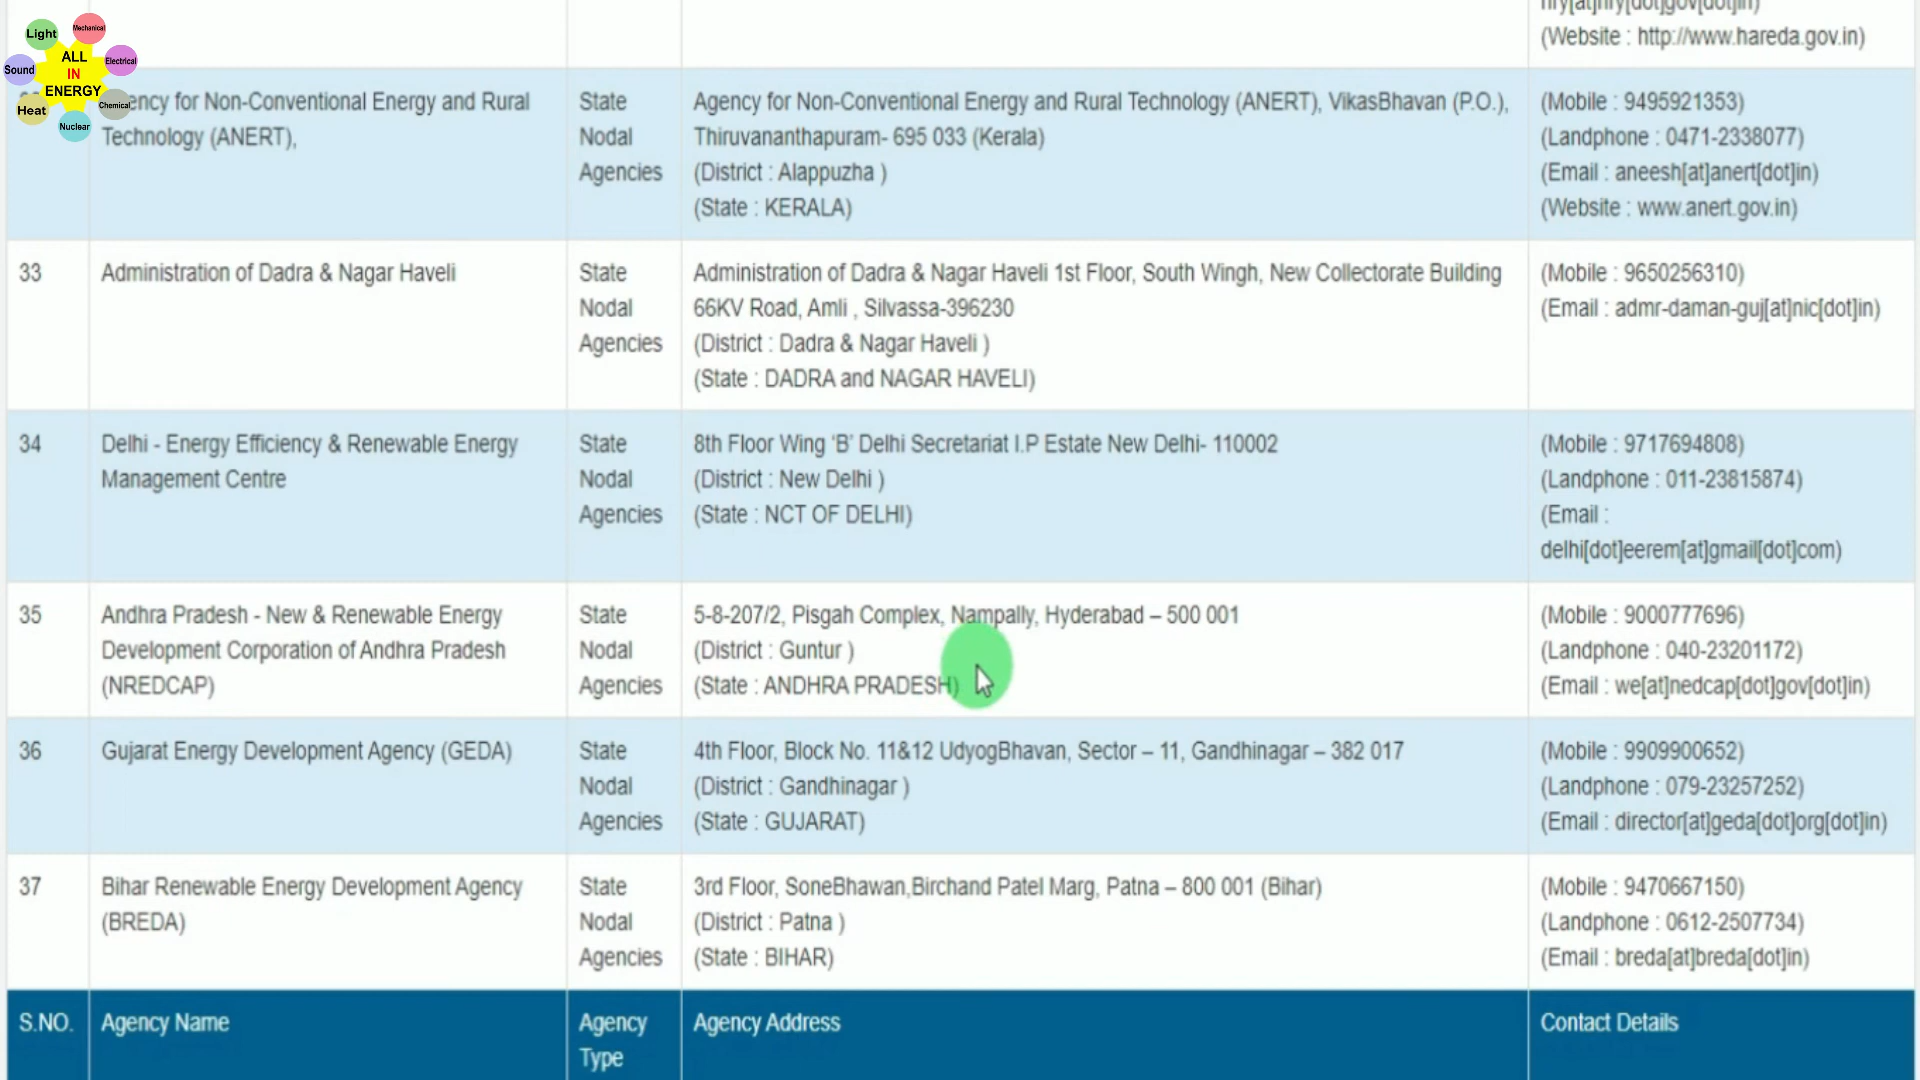 hry[at]hry[dot]gov[dot]in)
(Website : http://www.hareda.gov.in)
Light
Mechanical
ALL
IN
ENERGY
Electrical
Sound
Chemical
Heat
Nuclear
for Non-Conventional Energy and Rural
Technology (ANERT),
State
Nodal
Agencies
Agency for Non-Conventional Energy and Rural Technology (ANERT), VikasBhavan (P.O.),
Thiruvananthapuram- 695 033 (Kerala)
(District : Alappuzha )
(State : KERALA)
(Mobile : 9495921353)
(Landphone : 0471-2338077)
(Email : aneesh[at]anert[dot]in)
(Website : www.anert.gov.in)
33
Administration of Dadra & Nagar Haveli
State
Nodal
Agencies
Administration of Dadra & Nagar Haveli 1st Floor, South Wingh, New Collectorate Building
66KV Road, Amli , Silvassa-396230
(District : Dadra & Nagar Haveli )
(State : DADRA and NAGAR HAVELI)
(Mobile : 9650256310)
(Email : admr-daman-guj[at]nic[dot]in)
34
Delhi - Energy Efficiency & Renewable Energy
Management Centre
State
Nodal
Agencies
8th Floor Wing ‘B’ Delhi Secretariat I.P Estate New Delhi- 110002
(District : New Delhi )
(State : NCT OF DELHI)
(Mobile : 9717694808)
(Landphone : 011-23815874)
(Email :
delhi[dot]eerem[at]gmail[dot]com)
35
Andhra Pradesh - New & Renewable Energy
Development Corporation of Andhra Pradesh
(NREDCAP)
State
Nodal
Agencies
5-8-207/2, Pisgah Complex, Nampally, Hyderabad – 500 001
(District : Guntur )
(State : ANDHRA PRADESH)
(Mobile : 9000777696)
(Landphone : 040-23201172)
(Email : we[at]nedcap[dot]gov[dot]in)
36
Gujarat Energy Development Agency (GEDA)
State
Nodal
Agencies
4th Floor, Block No. 11&12 UdyogBhavan, Sector – 11, Gandhinagar – 382 017
(District : Gandhinagar )
(State : GUJARAT)
(Mobile : 9909900652)
(Landphone : 079-23257252)
(Email : director[at]geda[dot]org[dot]in)
37
Bihar Renewable Energy Development Agency
(BREDA)
State
Nodal
Agencies
3rd Floor, SoneBhawan,Birchand Patel Marg, Patna – 800 001 (Bihar)
(District : Patna )
(State : BIHAR)
(Mobile : 9470667150)
(Landphone : 0612-2507734)
(Email : breda[at]breda[dot]in)
S.NO.
Agency Name
Agency
Type
Agency Address
Contact Details